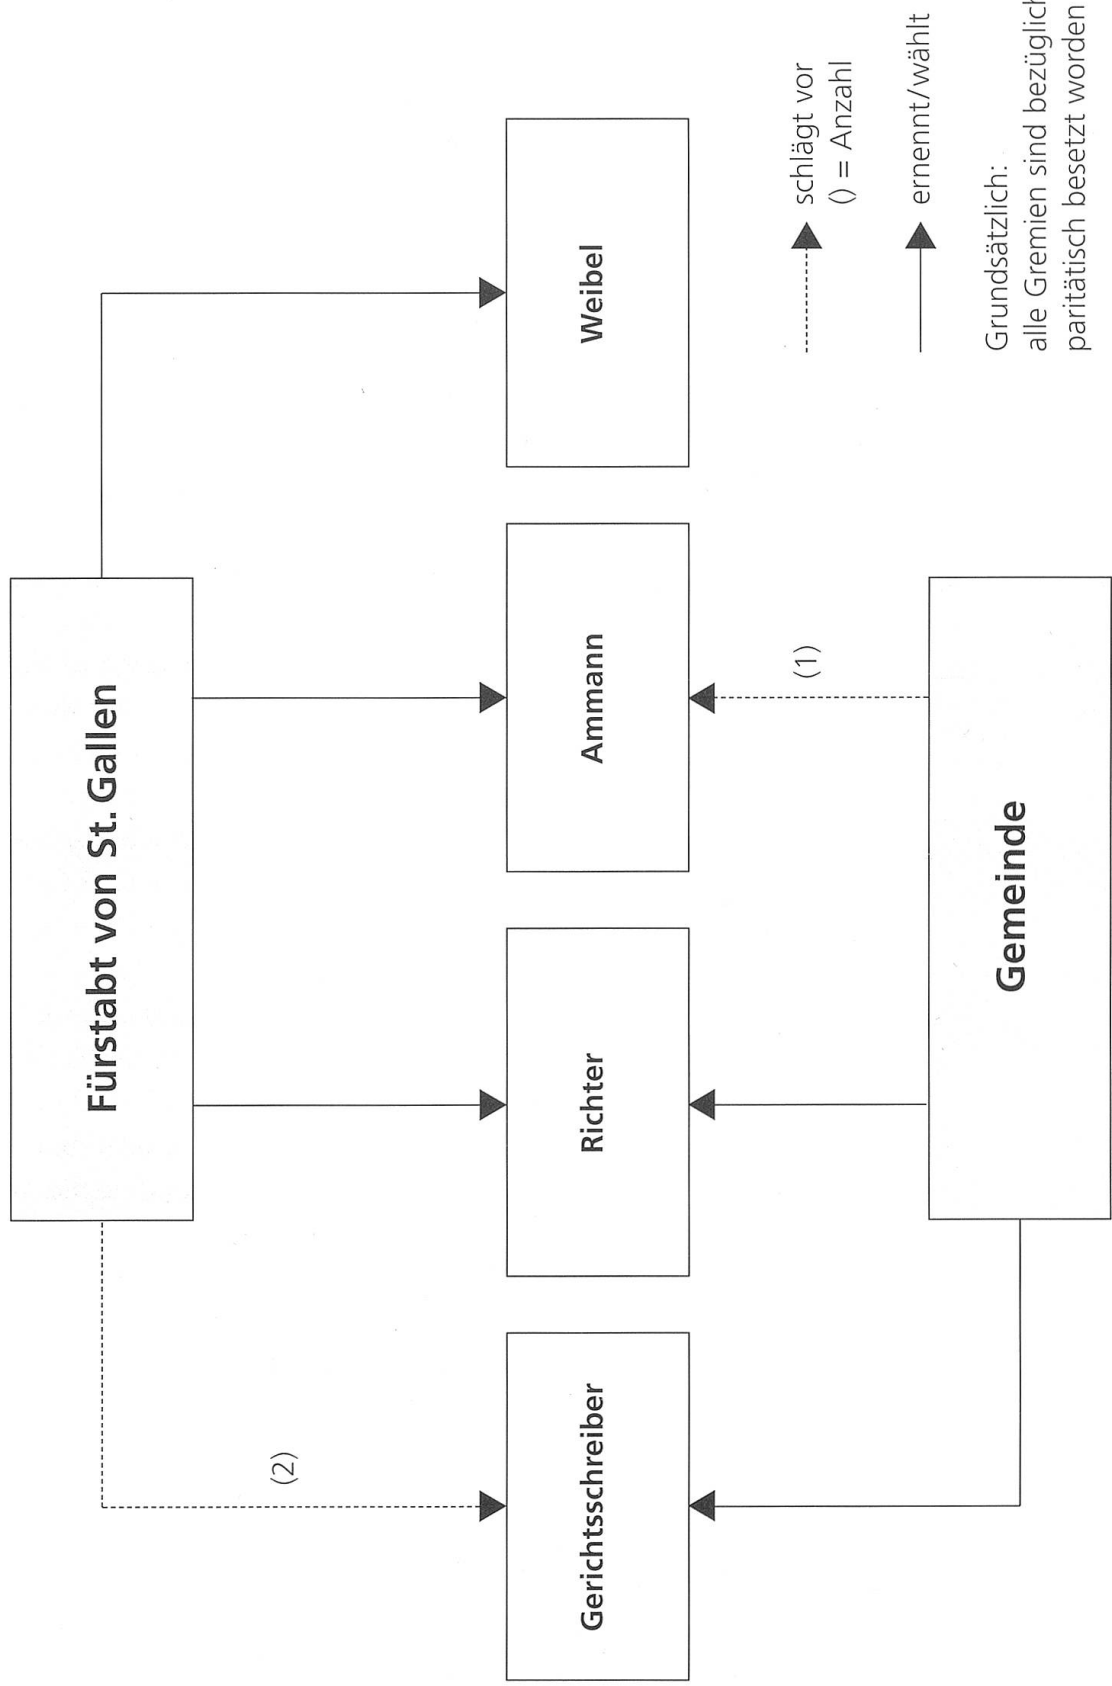 Fürstabt von St. Gallen
(2)
Gerichtsschreiber
Richter
Ammann
Weibel
(1)
Gemeinde
schlägt vor
() = Anzahl
ernennt/wählt
Grundsätzlich:
alle Gremien sind bezüglich
paritätisch besetzt worden